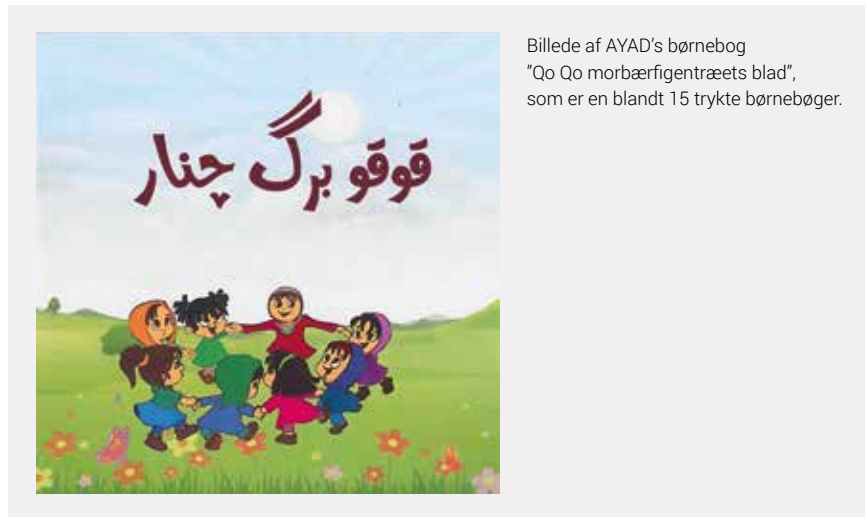 Billede af AYAD's børnebog
"Qo Qo morbærfigentræets blad",
som er en blandt 15 trykte børnebøger.
قوقو برگ چنار